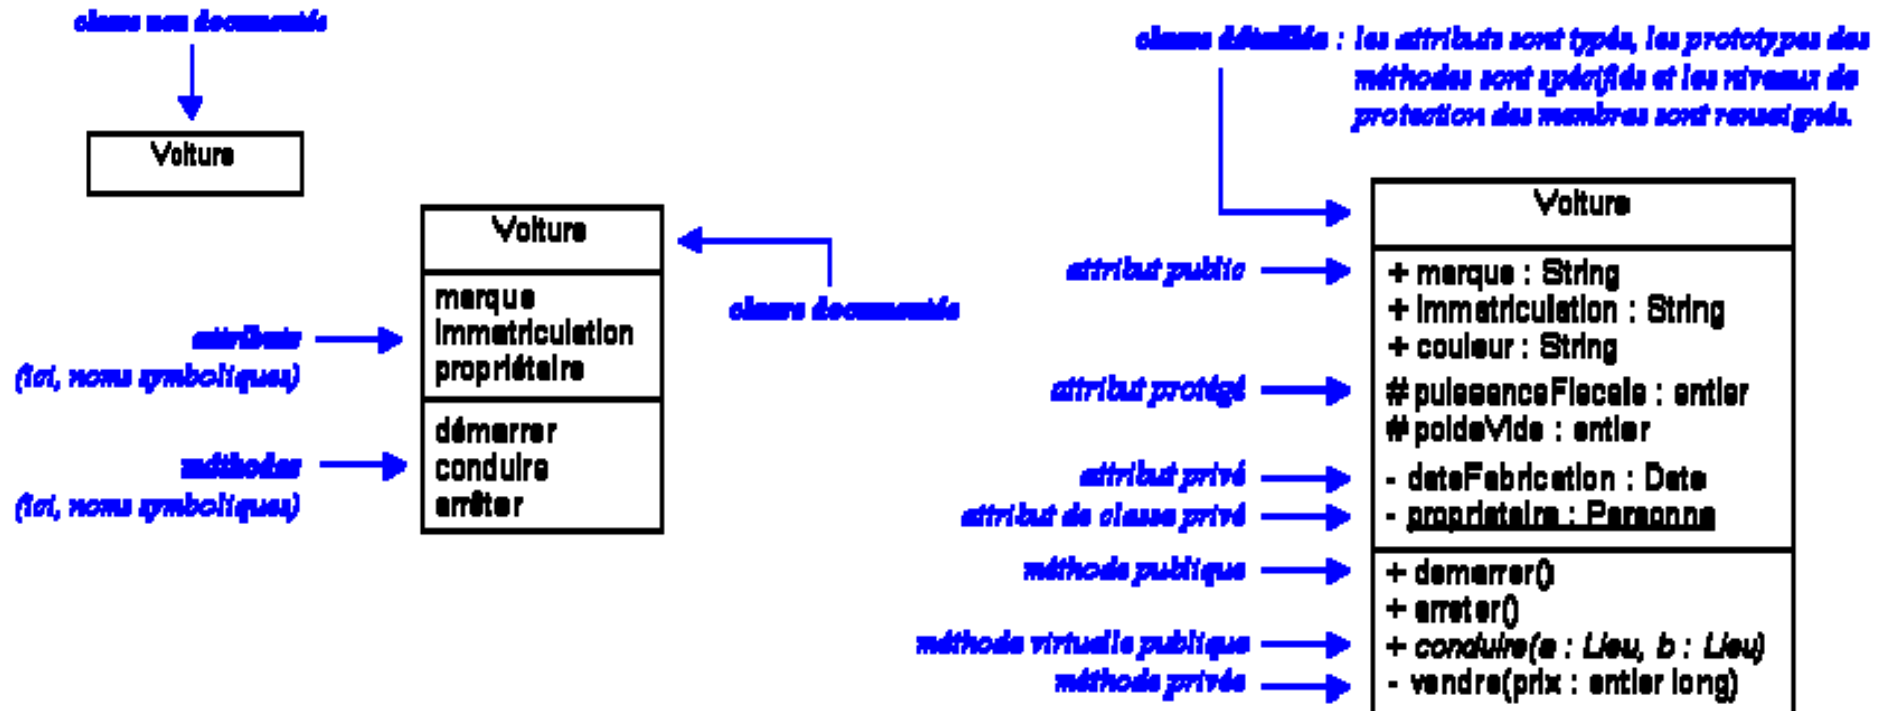 classe non documentée
Voiture
Voiture
marque
immatriculation
propriétaire
démarrer
conduire
arrêter
classe documentée
attributs
(ici, noms symboliques)
méthodes
(ici, noms symboliques)
classe détaillée : les attributs sont typés, les prototypes des
méthodes sont spécifiés et les niveaux de
protection des membres sont renseignés.
Voiture
attribut public
+ marque : String
+ immatriculation : String
+ couleur : String
attribut protégé
# puissanceFiscale : entier
# poidsVide : entier
attribut privé
- dateFabrication : Date
attribut de classe privé
- proprietaire : Personne
méthode publique
+ demarrer()
+ arreter()
méthode virtuelle publique
+ conduire(a : Lieu, b : Lieu)
méthode privée
- vendre(prix : entier long)